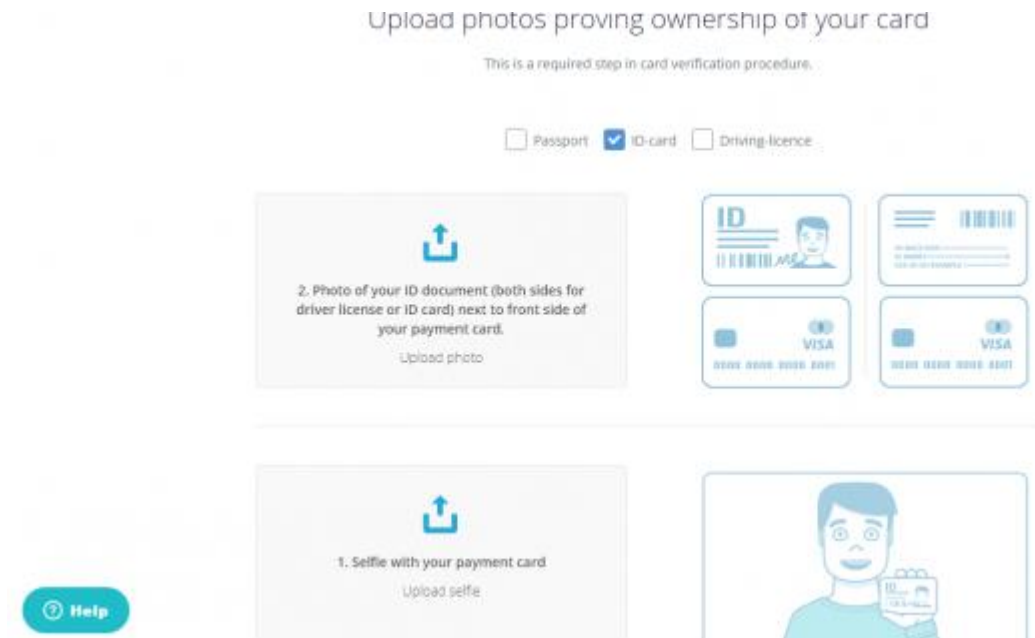 Upload photos proving ownership of your card
This is a required step in card verification procedure.
Passport ID-card Driving-licence
2. Photo of your ID document (both sides for
driver license or ID card) next to front side of
your payment card.
Upload photo
ID
VISA
VISA
1. Selfie with your payment card
Upload selfie
ID
Help